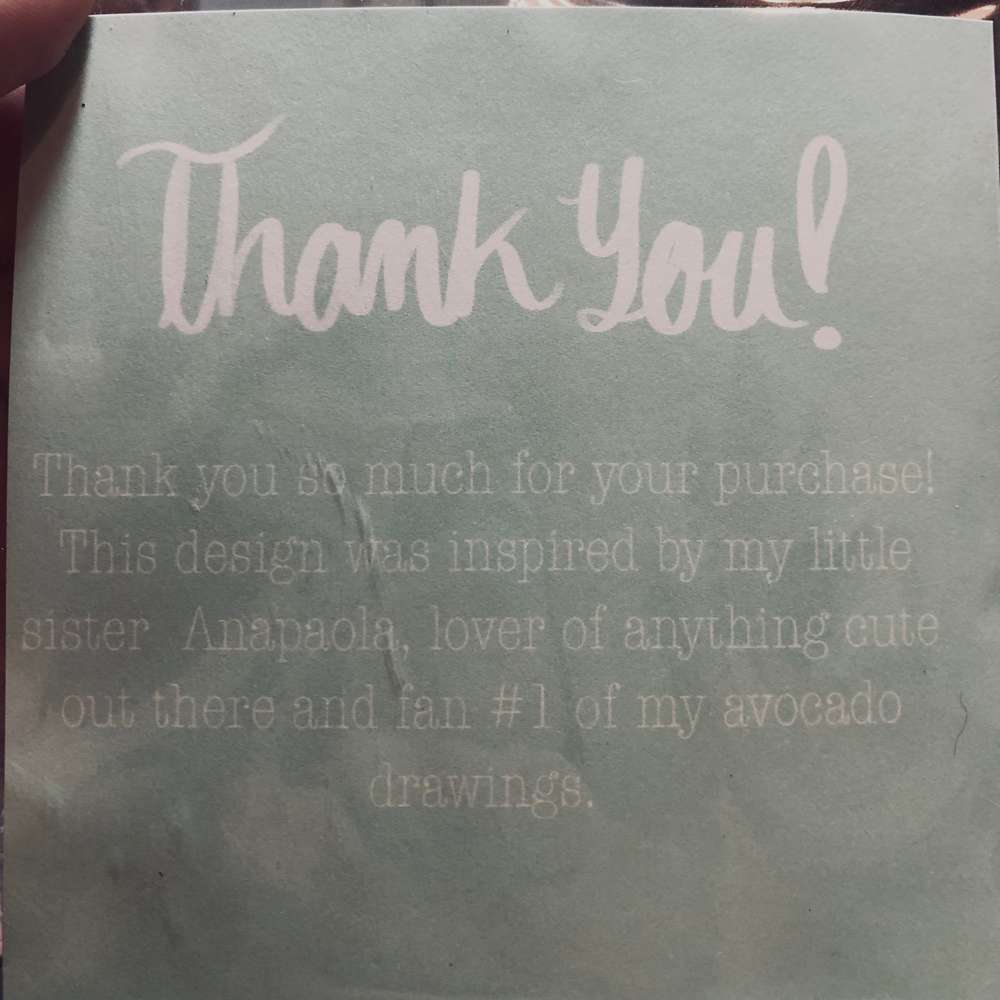 Thank You!
Thank you so much for your purchase!
This design was inspired by my little
sister Anapaola, lover of anything cute
out there and fan #1 of my avocado
drawings.